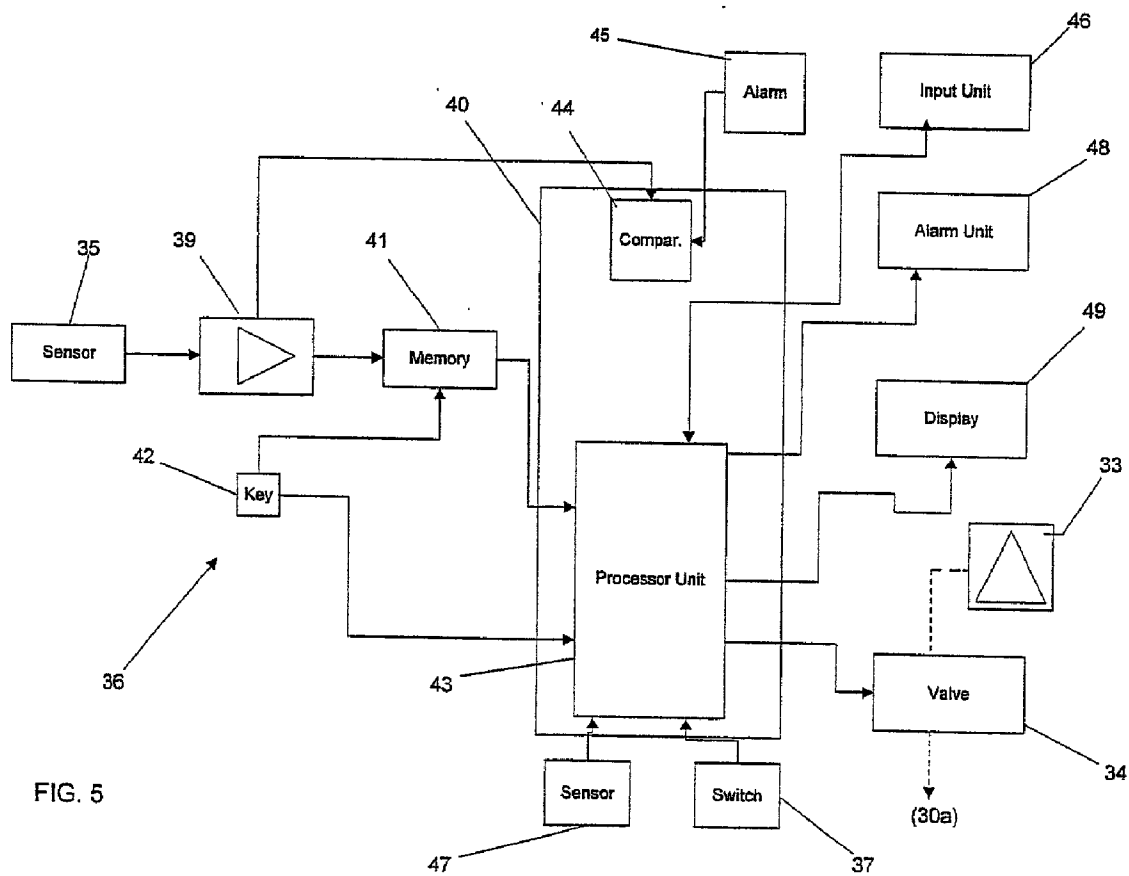 45
46
Alarm
Input Unit
40
44
48
Compar.
Alarm Unit
35
39
41
49
Sensor
Memory
Display
42
33
Key
Processor Unit
36
43
Valve
34
FIG. 5
Sensor
Switch
(30a)
47
37